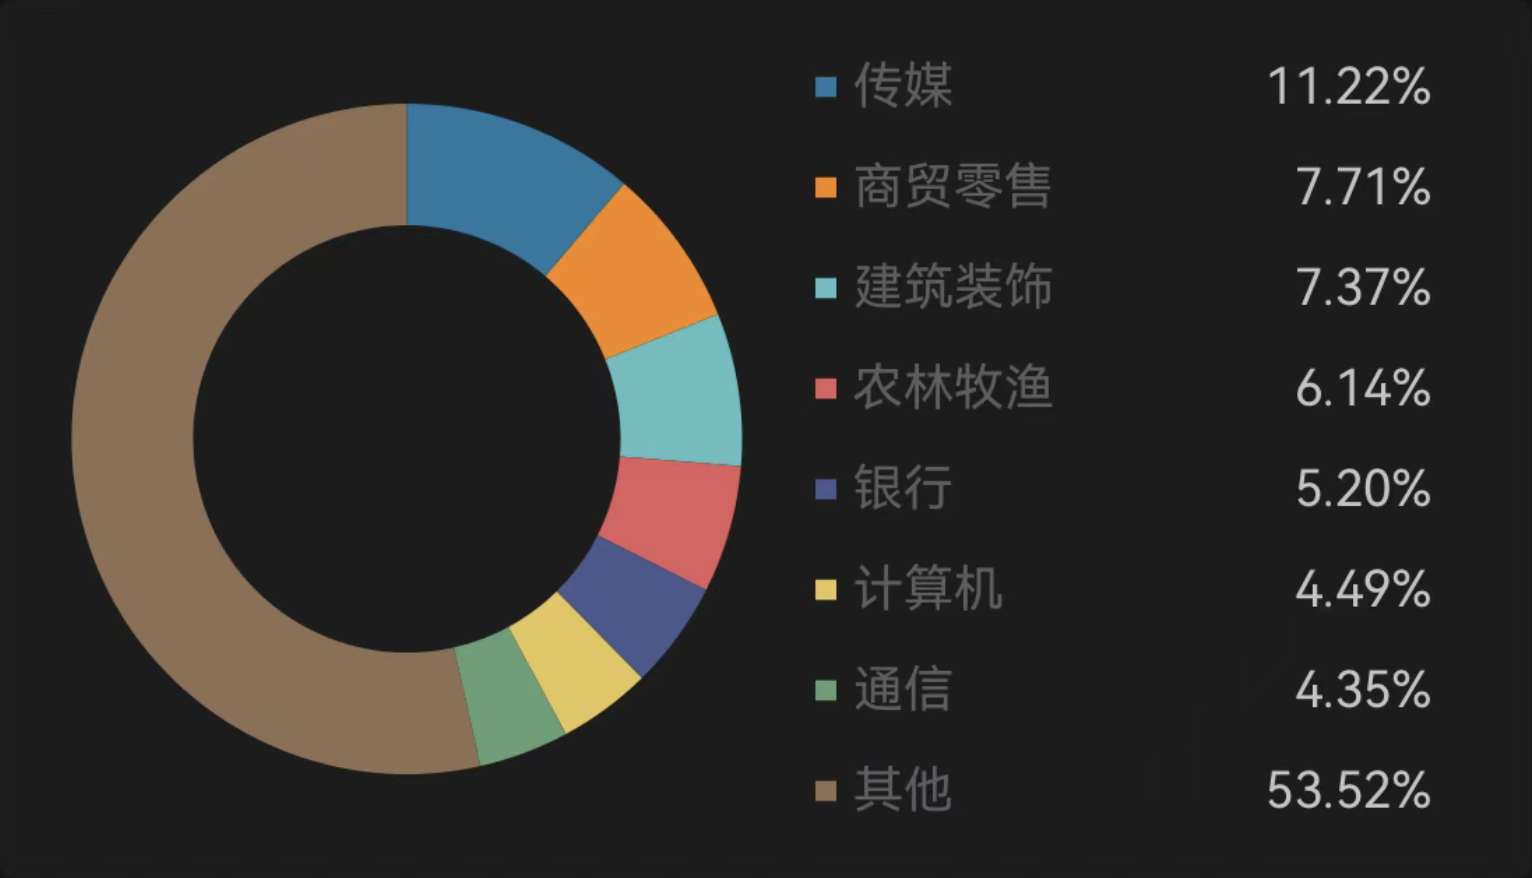 传媒 11.22%
商贸零售 7.71%
建筑装饰 7.37%
农林牧渔 6.14%
银行 5.20%
计算机 4.49%
通信 4.35%
其他 53.52%